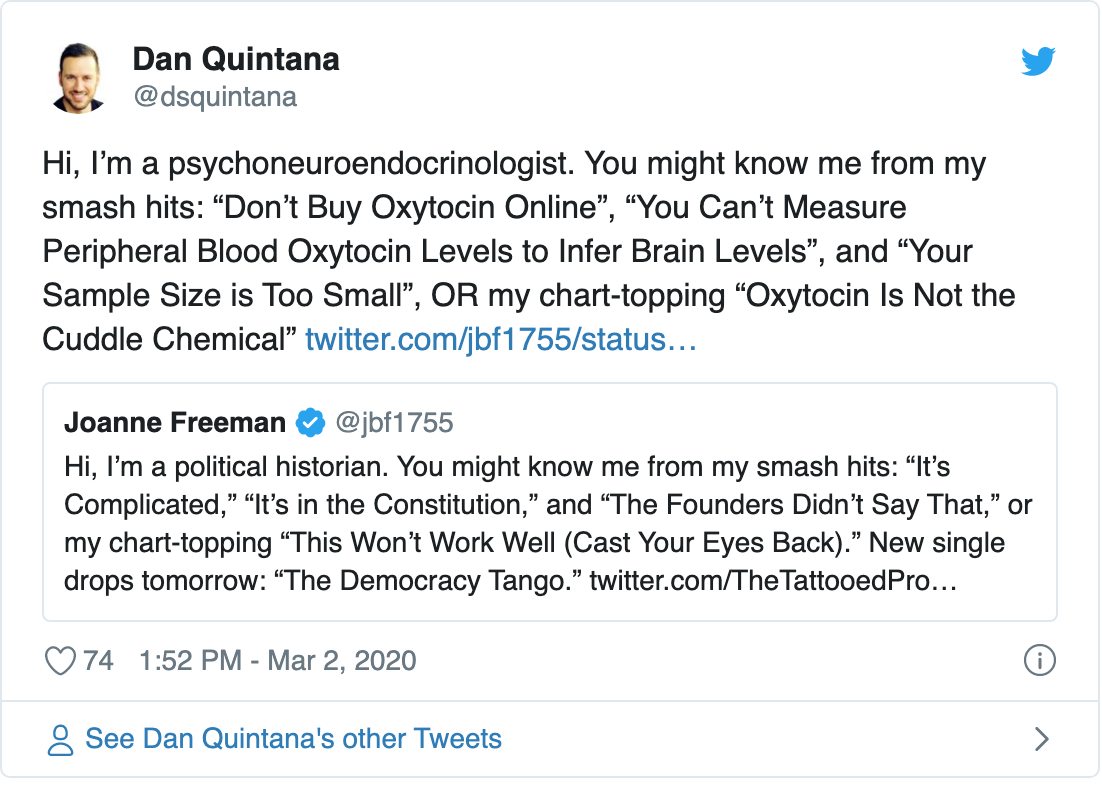 Dan Quintana
@dsquintana
Hi, I’m a psychoneuroendocrinologist. You might know me from my
smash hits: “Don’t Buy Oxytocin Online”, “You Can’t Measure
Peripheral Blood Oxytocin Levels to Infer Brain Levels”, and “Your
Sample Size is Too Small”, OR my chart-topping “Oxytocin Is Not the
Cuddle Chemical” twitter.com/jbf1755/status…
Joanne Freeman @jbf1755
Hi, I’m a political historian. You might know me from my smash hits: “It’s
Complicated,” “It’s in the Constitution,” and “The Founders Didn’t Say That,” or
my chart-topping “This Won’t Work Well (Cast Your Eyes Back).” New single
drops tomorrow: “The Democracy Tango.” twitter.com/TheTattooedPro…
74 1:52 PM - Mar 2, 2020
See Dan Quintana's other Tweets